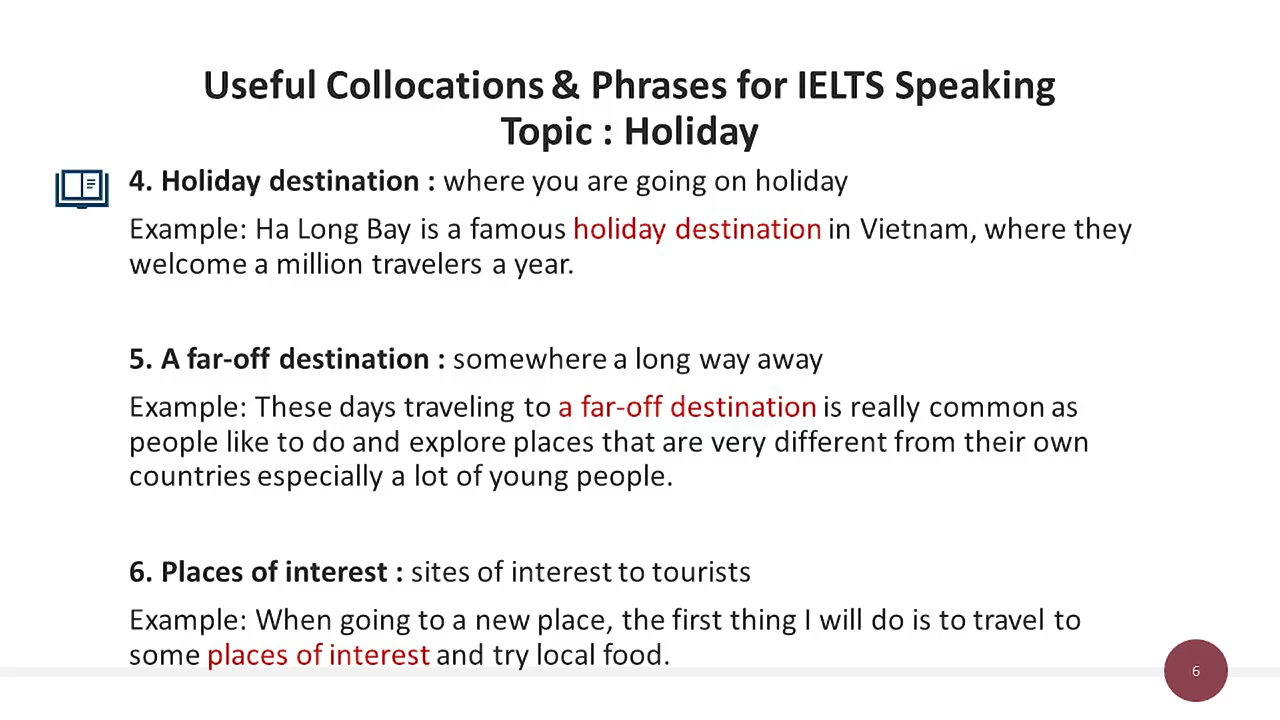 Useful Collocations & Phrases for IELTS Speaking
Topic : Holiday
4. Holiday destination : where you are going on holiday
Example: Ha Long Bay is a famous holiday destination in Vietnam, where they
welcome a million travelers a year.
5. A far-off destination : somewhere a long way away
Example: These days traveling to a far-off destination is really common as
people like to do and explore places that are very different from their own
countries especially a lot of young people.
6. Places of interest : sites of interest to tourists
Example: When going to a new place, the first thing I will do is to travel to
some places of interest and try local food.
6